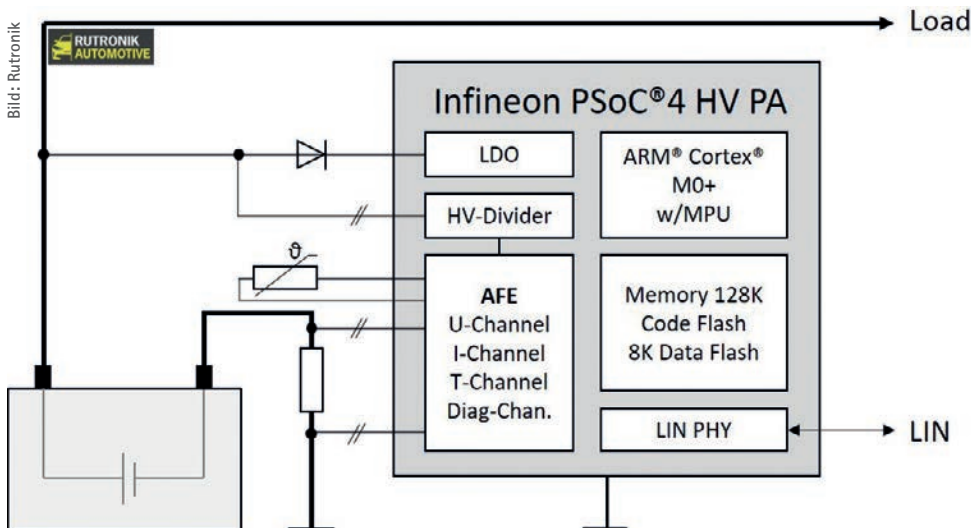 Bild: Rutronik
RUTRONIK
AUTOMOTIVE
Load
Infineon PSoC®4 HV PA
LDO
ARM® Cortex®
M0+
w/MPU
HV-Divider
ϑ
AFE
U-Channel
I-Channel
T-Channel
Diag-Chan.
Memory 128K
Code Flash
8K Data Flash
LIN PHY
LIN